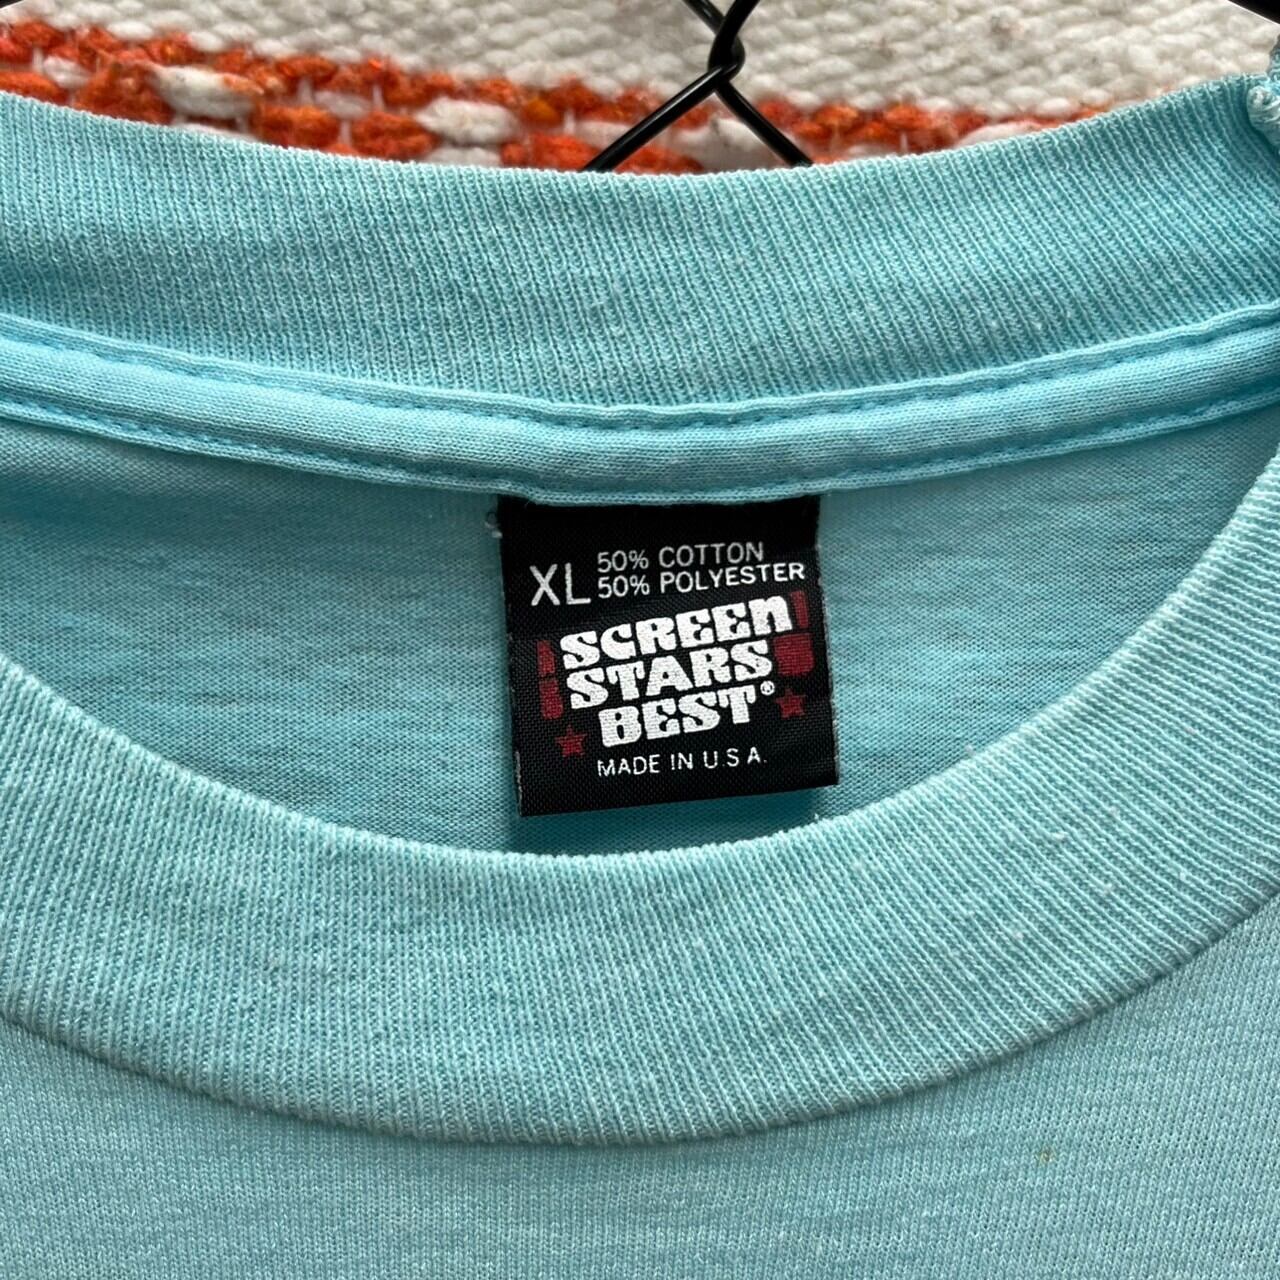 XL 50% COTTON
50% POLYESTER
SCREEN
STARS
BEST®
MADE IN U.S.A.